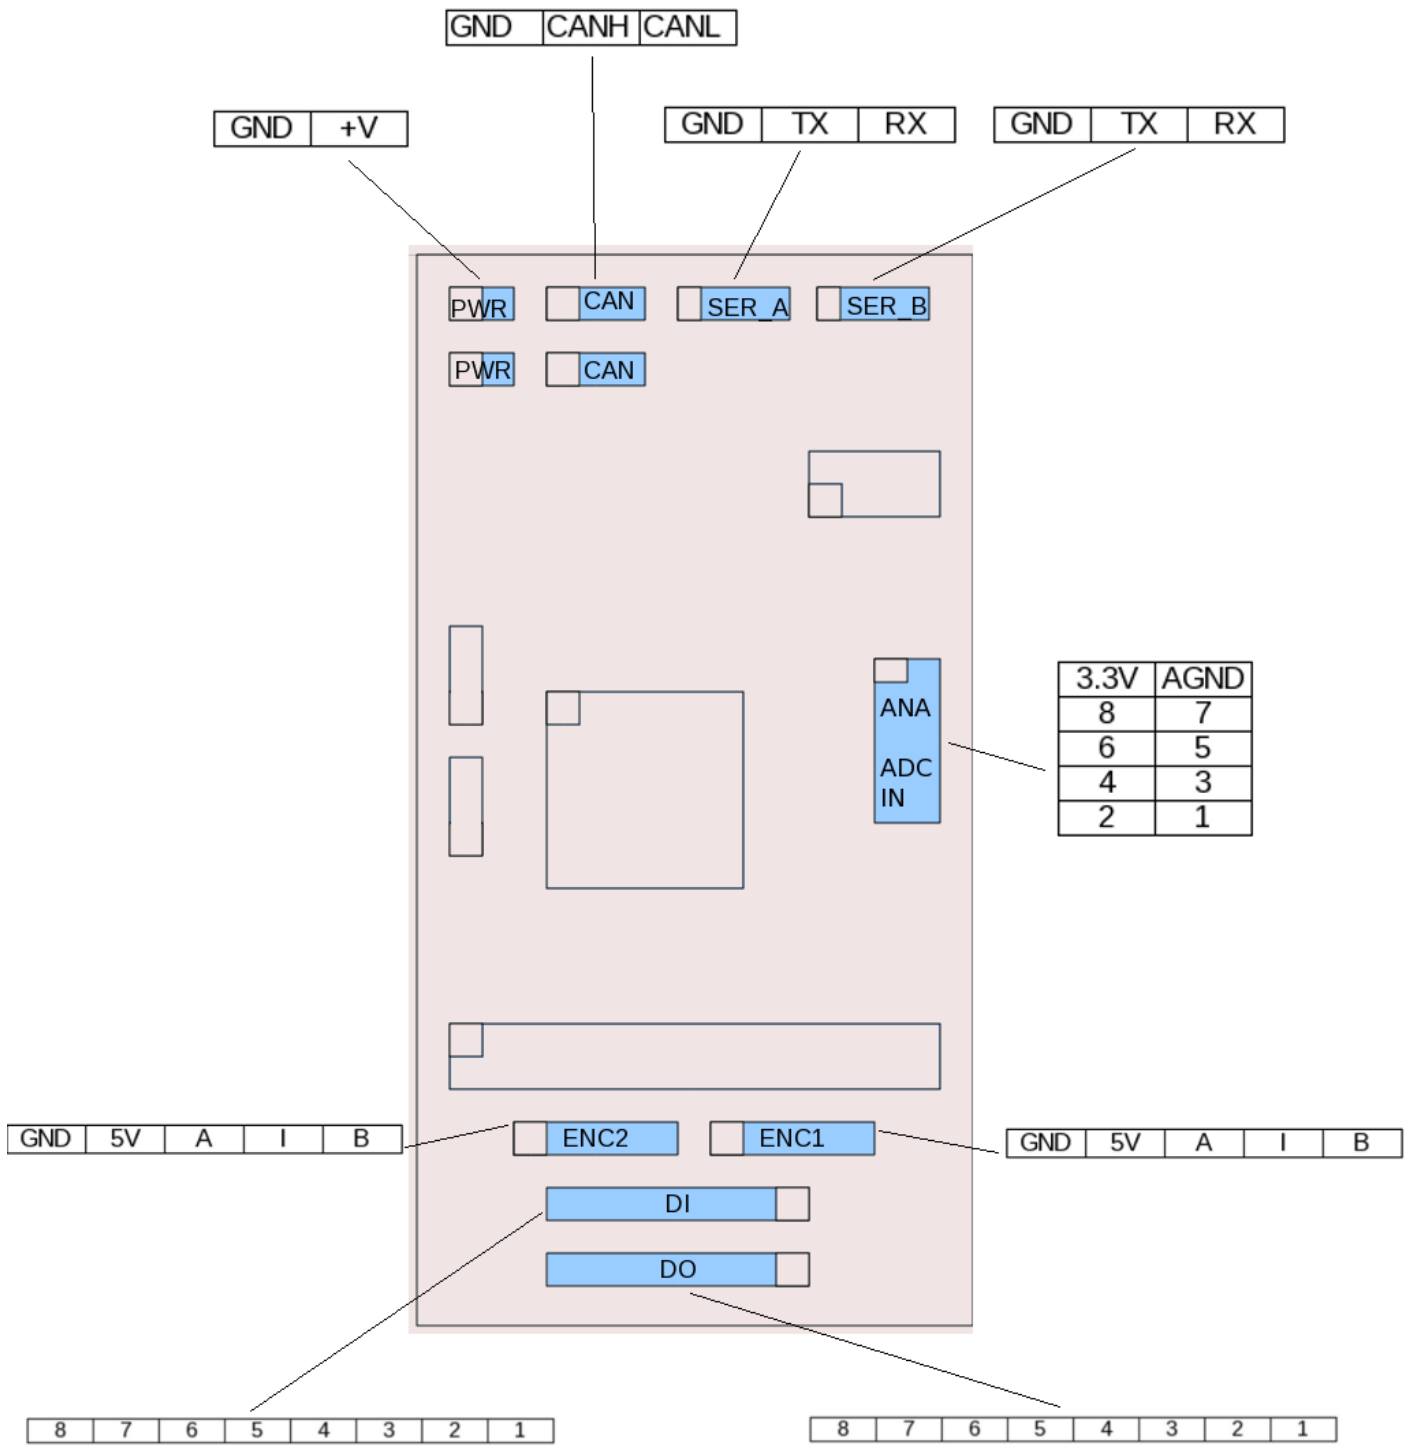 GND CANH CANL
GND +V
GND TX RX
GND TX RX
PWR CAN SER_A SER_B
PWR CAN
3.3V AGND
8 7
6 5
4 3
2 1
ANA
ADC
IN
GND 5V A I B
ENC2 ENC1
GND 5V A I B
DI
DO
8 7 6 5 4 3 2 1
8 7 6 5 4 3 2 1